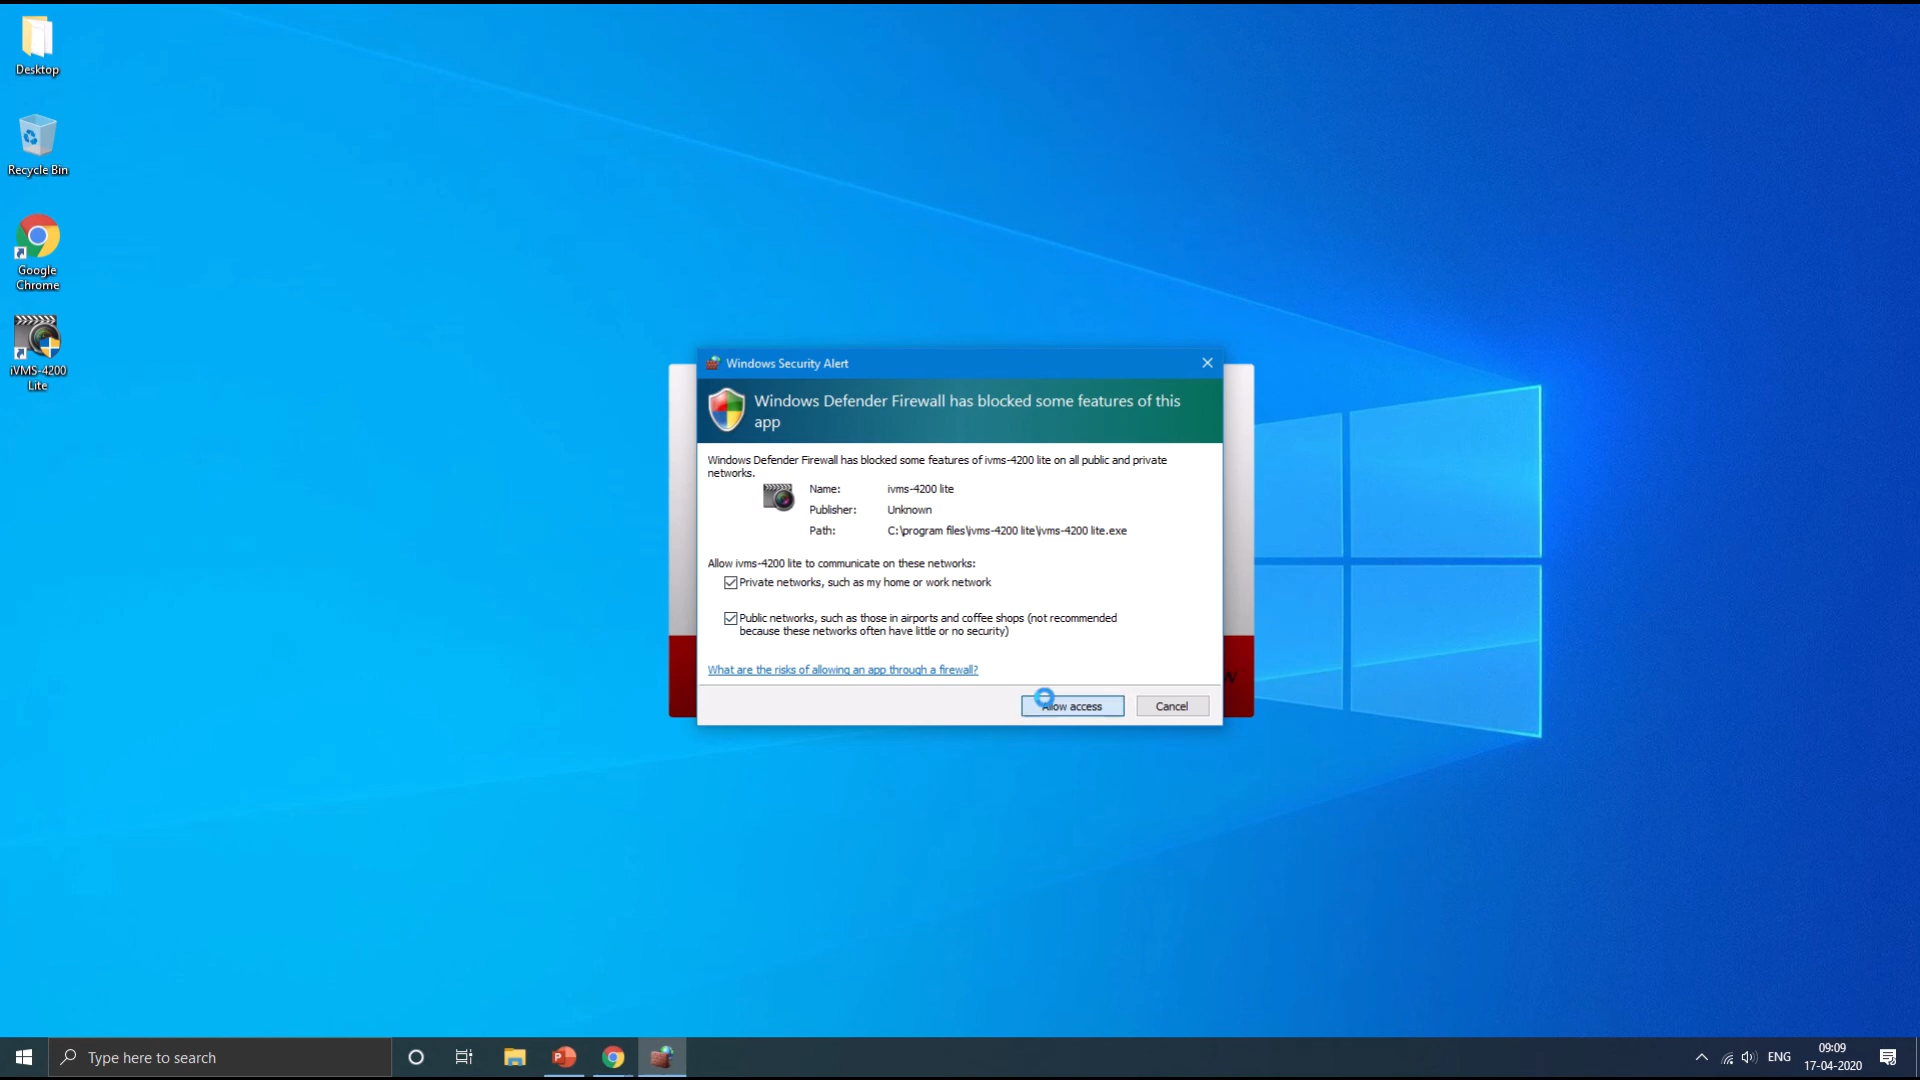 Desktop
Recycle Bin
Google
Chrome
iVMS-4200
Lite
Windows Security Alert
Windows Defender Firewall has blocked some features of this
app
Windows Defender Firewall has blocked some features of ivms-4200 lite on all public and private
networks.
Name: ivms-4200 lite
Publisher: Unknown
Path: C:\program files\ivms-4200 lite\ivms-4200 lite.exe
Allow ivms-4200 lite to communicate on these networks:
Private networks, such as my home or work network
Public networks, such as those in airports and coffee shops (not recommended
because these networks often have little or no security)
What are the risks of allowing an app through a firewall?
Allow access
Cancel
Type here to search
ENG
09:09
17-04-2020